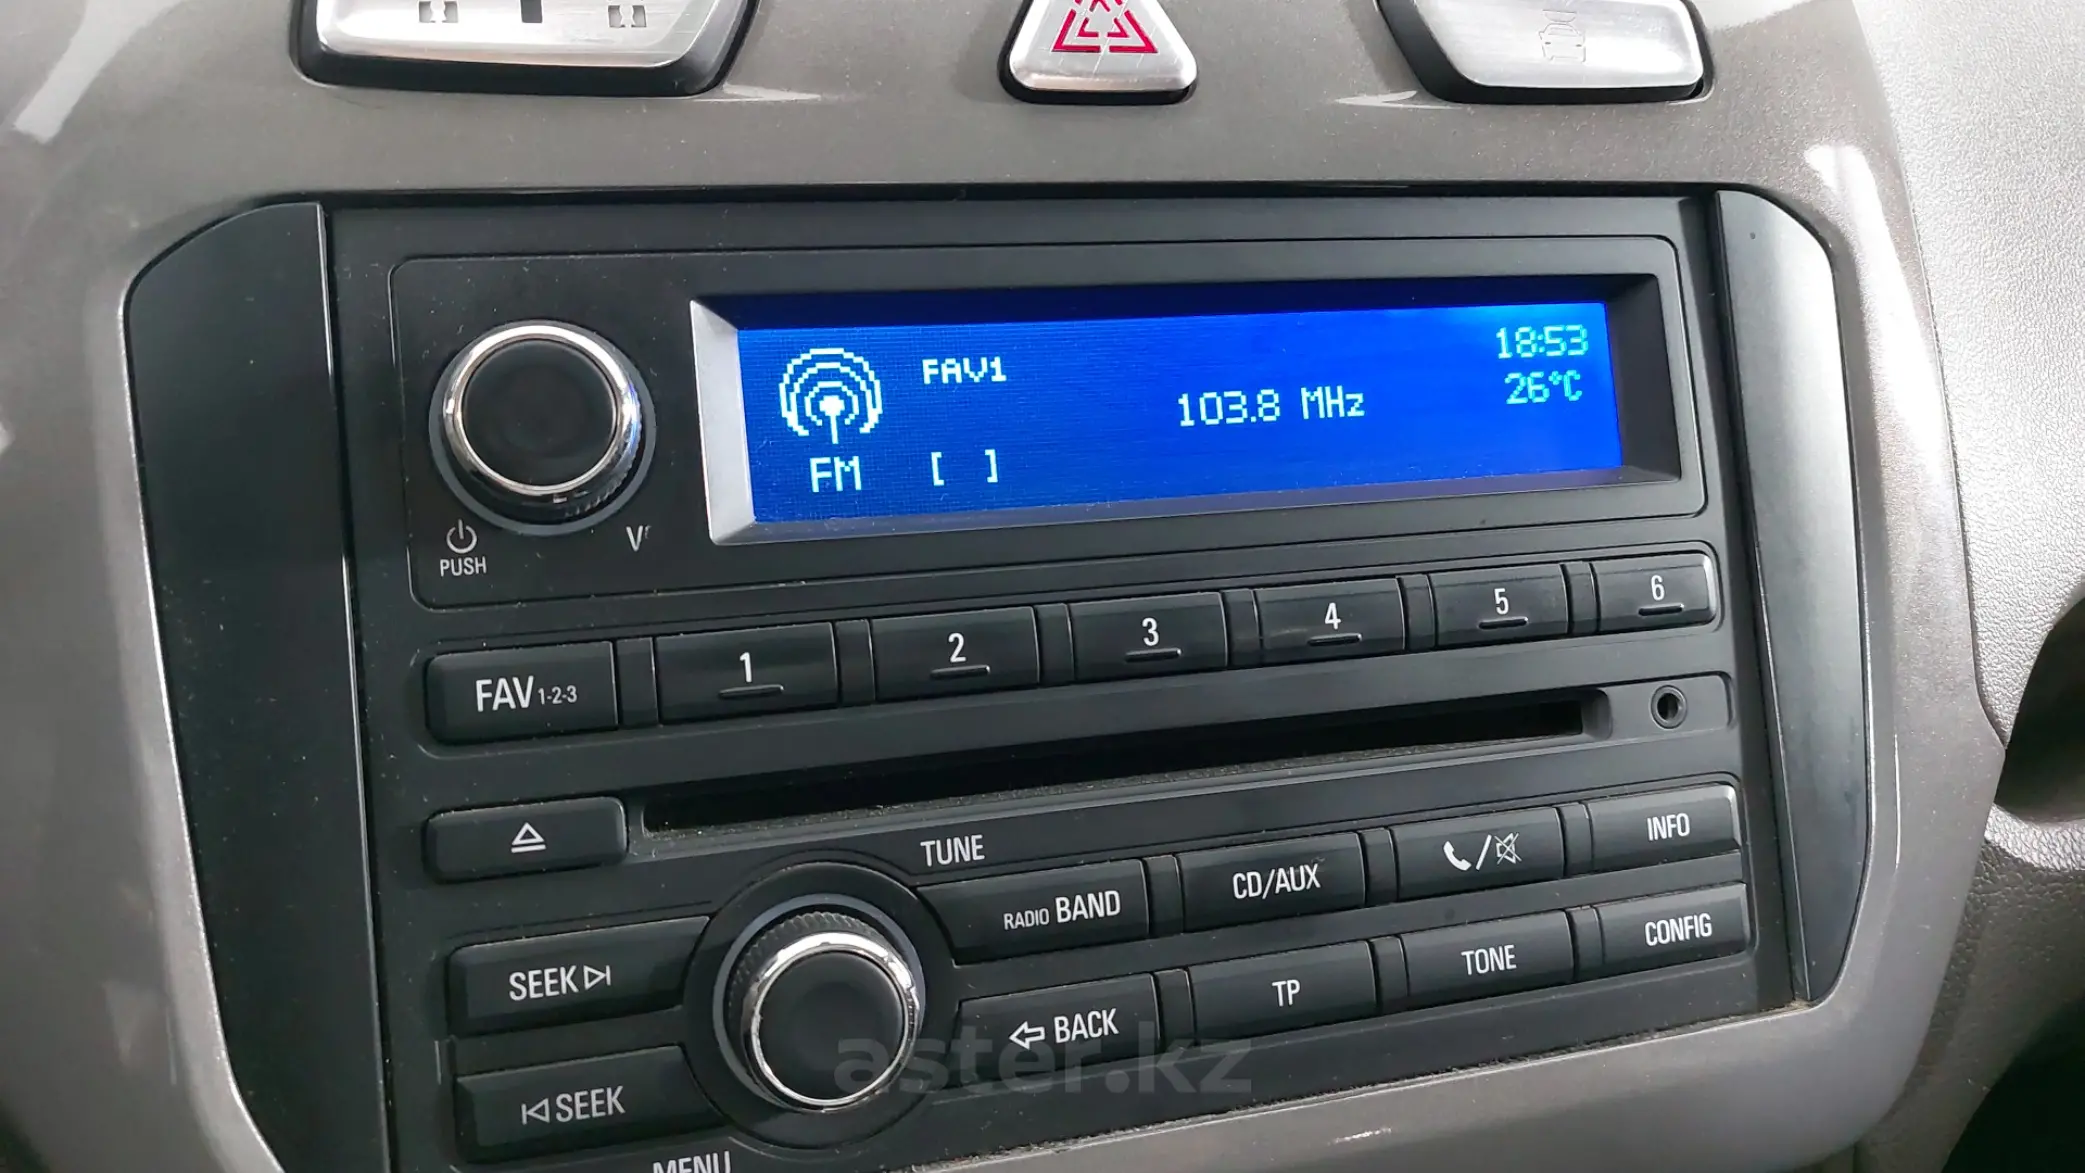 FAV1
18:53
103.8 MHz
26°C
FM [ ]
PUSH
FAV 1-2-3
1
2
3
4
5
6
TUNE
RADIO BAND
CD/AUX
INFO
SEEK
BACK
TP
TONE
CONFIG
SEEK
MENU
aster.kz